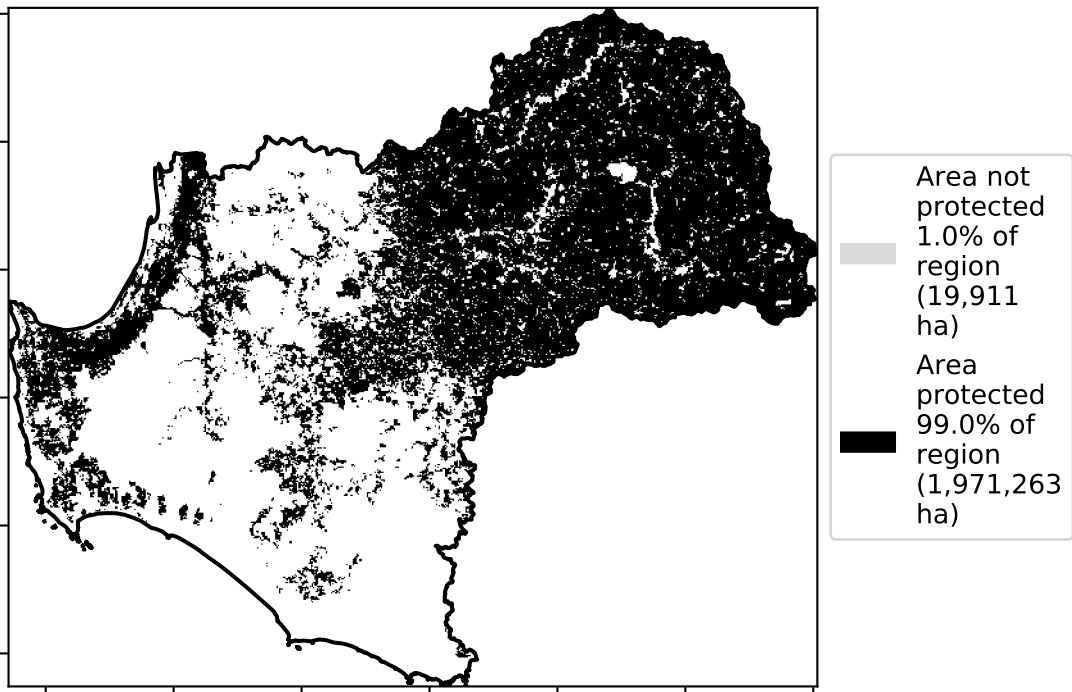 Area not
protected
1.0% of
region
(19,911
ha)
Area
protected
99.0% of
region
(1,971,263
ha)